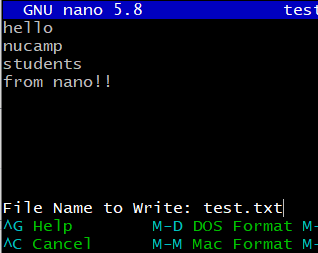 GNU nano 5.8 test
hello
nucamp
students
from nano!!
File Name to Write: test.txt
^G Help M-D DOS Format M-
^C Cancel M-M Mac Format M-